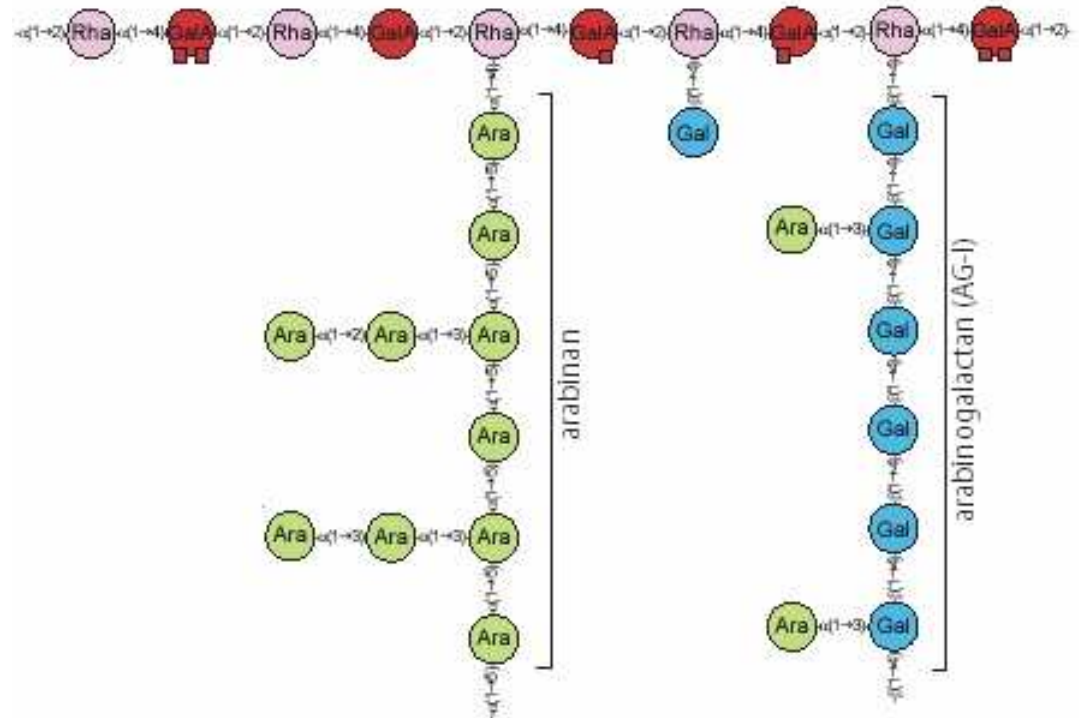 α(1→2) Rha α(1→4) GalA α(1→2) Rha α(1→4) GalA α(1→2) Rha α(1→4) GalA α(1→2) Rha α(1→4) GalA α(1→2) Rha α(1→4) GalA α(1→2)
Ara Gal Gal
Ara Ara α(1→3) Gal
Ara α(1→2) Ara α(1→3) Ara Gal
Ara Gal
Ara α(1→3) Ara α(1→3) Ara Gal
Ara Ara α(1→3) Gal
arabinan
arabinogalactan (AG-I)